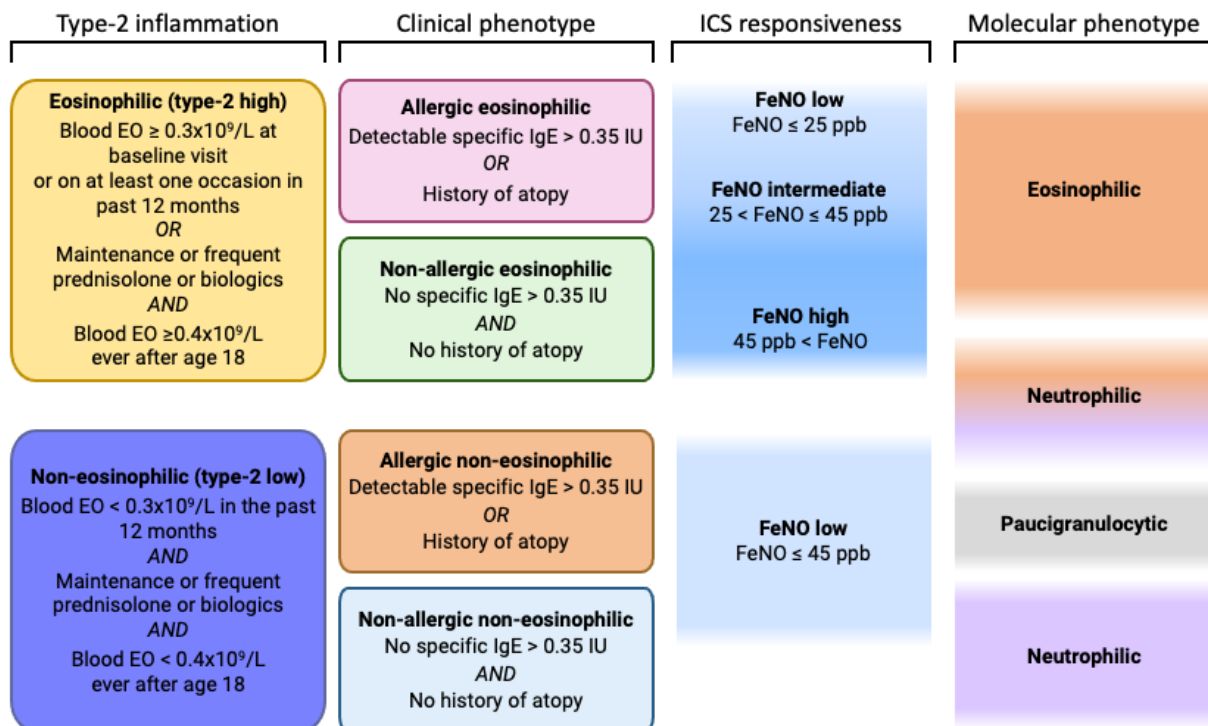 Type-2 inflammation
Clinical phenotype
ICS responsiveness
Molecular phenotype
Eosinophilic (type-2 high)
Blood EO ≥ 0.3x10⁹/L at
baseline visit
or on at least one occasion in
past 12 months
OR
Maintenance or frequent
prednisolone or biologics
AND
Blood EO ≥0.4x10⁹/L
ever after age 18
Non-eosinophilic (type-2 low)
Blood EO < 0.3x10⁹/L in the past
12 months
AND
Maintenance or frequent
prednisolone or biologics
AND
Blood EO < 0.4x10⁹/L
ever after age 18
Allergic eosinophilic
Detectable specific IgE > 0.35 IU
OR
History of atopy
Non-allergic eosinophilic
No specific IgE > 0.35 IU
AND
No history of atopy
Allergic non-eosinophilic
Detectable specific IgE > 0.35 IU
OR
History of atopy
Non-allergic non-eosinophilic
No specific IgE > 0.35 IU
AND
No history of atopy
FeNO low
FeNO ≤ 25 ppb
FeNO intermediate
25 < FeNO ≤ 45 ppb
FeNO high
45 ppb < FeNO
FeNO low
FeNO ≤ 45 ppb
Eosinophilic
Neutrophilic
Paucigranulocytic
Neutrophilic